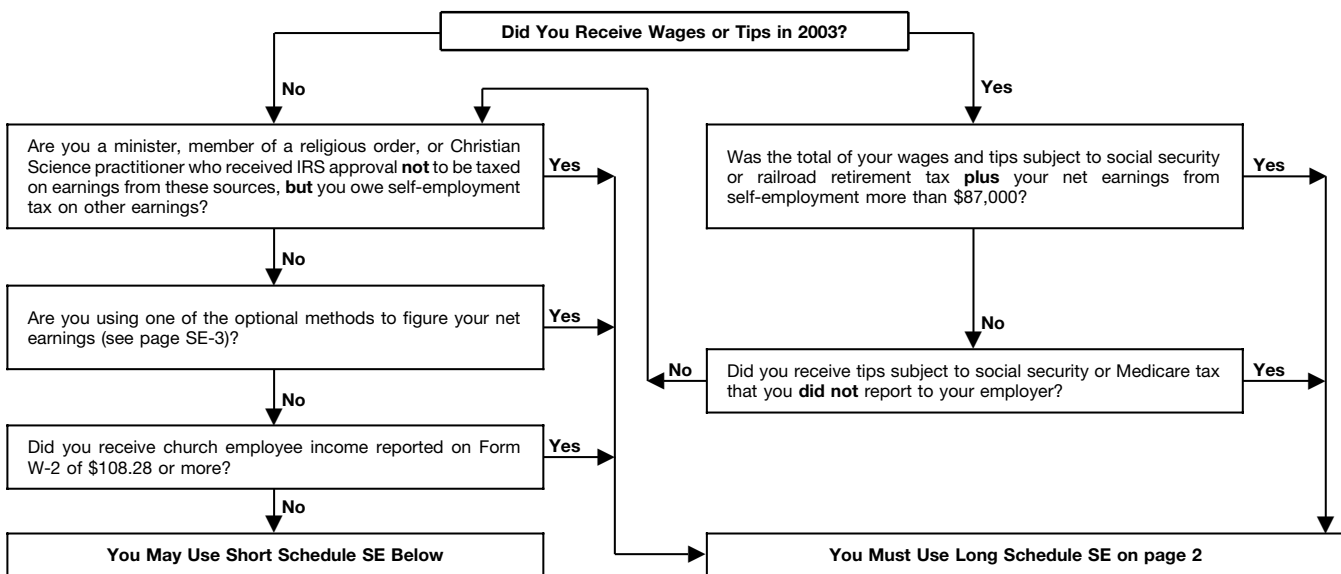 Did You Receive Wages or Tips in 2003?
No
Yes
Are you a minister, member of a religious order, or Christian
Science practitioner who received IRS approval not to be taxed
on earnings from these sources, but you owe self-employment
tax on other earnings?
Yes
Was the total of your wages and tips subject to social security
or railroad retirement tax plus your net earnings from
self-employment more than $87,000?
Yes
No
Are you using one of the optional methods to figure your net
earnings (see page SE-3)?
Yes
No
No
Did you receive tips subject to social security or Medicare tax
that you did not report to your employer?
Yes
No
Did you receive church employee income reported on Form
W-2 of $108.28 or more?
Yes
No
You May Use Short Schedule SE Below
You Must Use Long Schedule SE on page 2